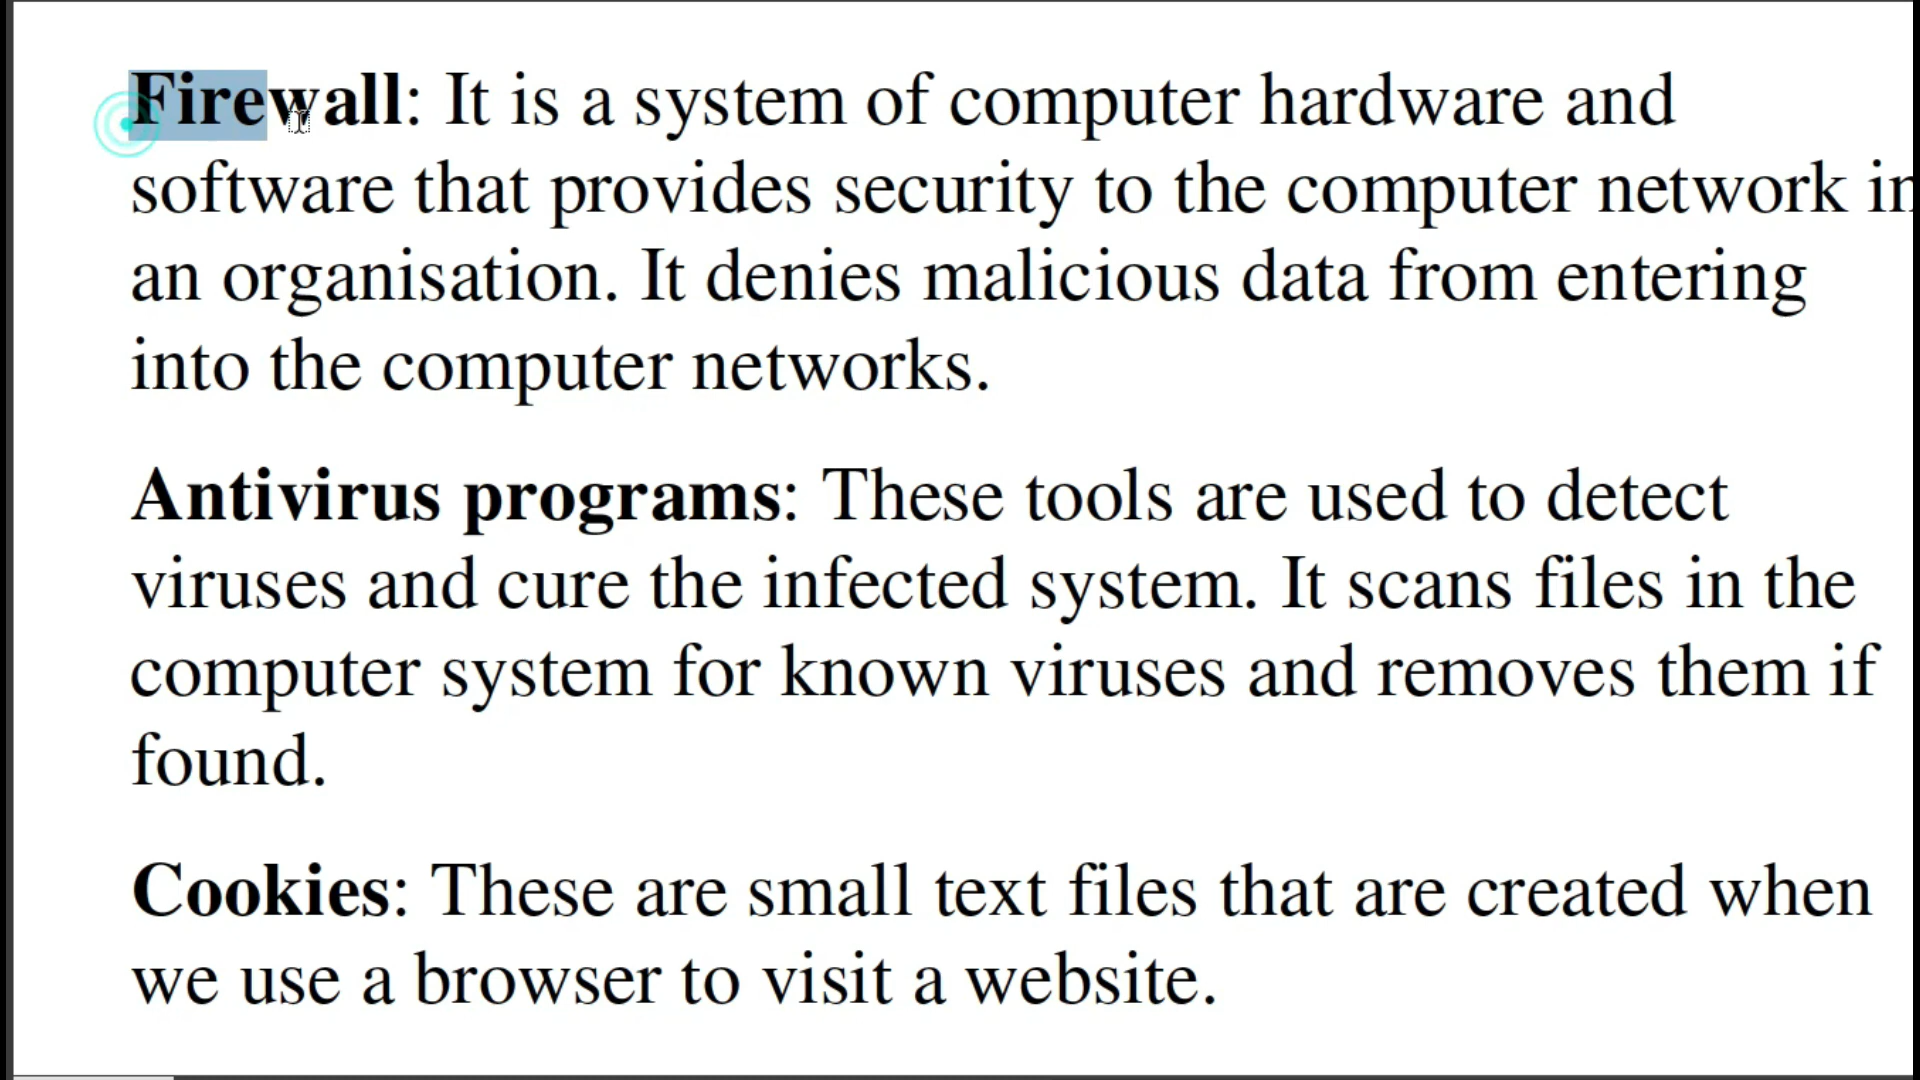 Firewall: It is a system of computer hardware and
software that provides security to the computer network in
an organisation. It denies malicious data from entering
into the computer networks.
Antivirus programs: These tools are used to detect
viruses and cure the infected system. It scans files in the
computer system for known viruses and removes them if
found.
Cookies: These are small text files that are created when
we use a browser to visit a website.